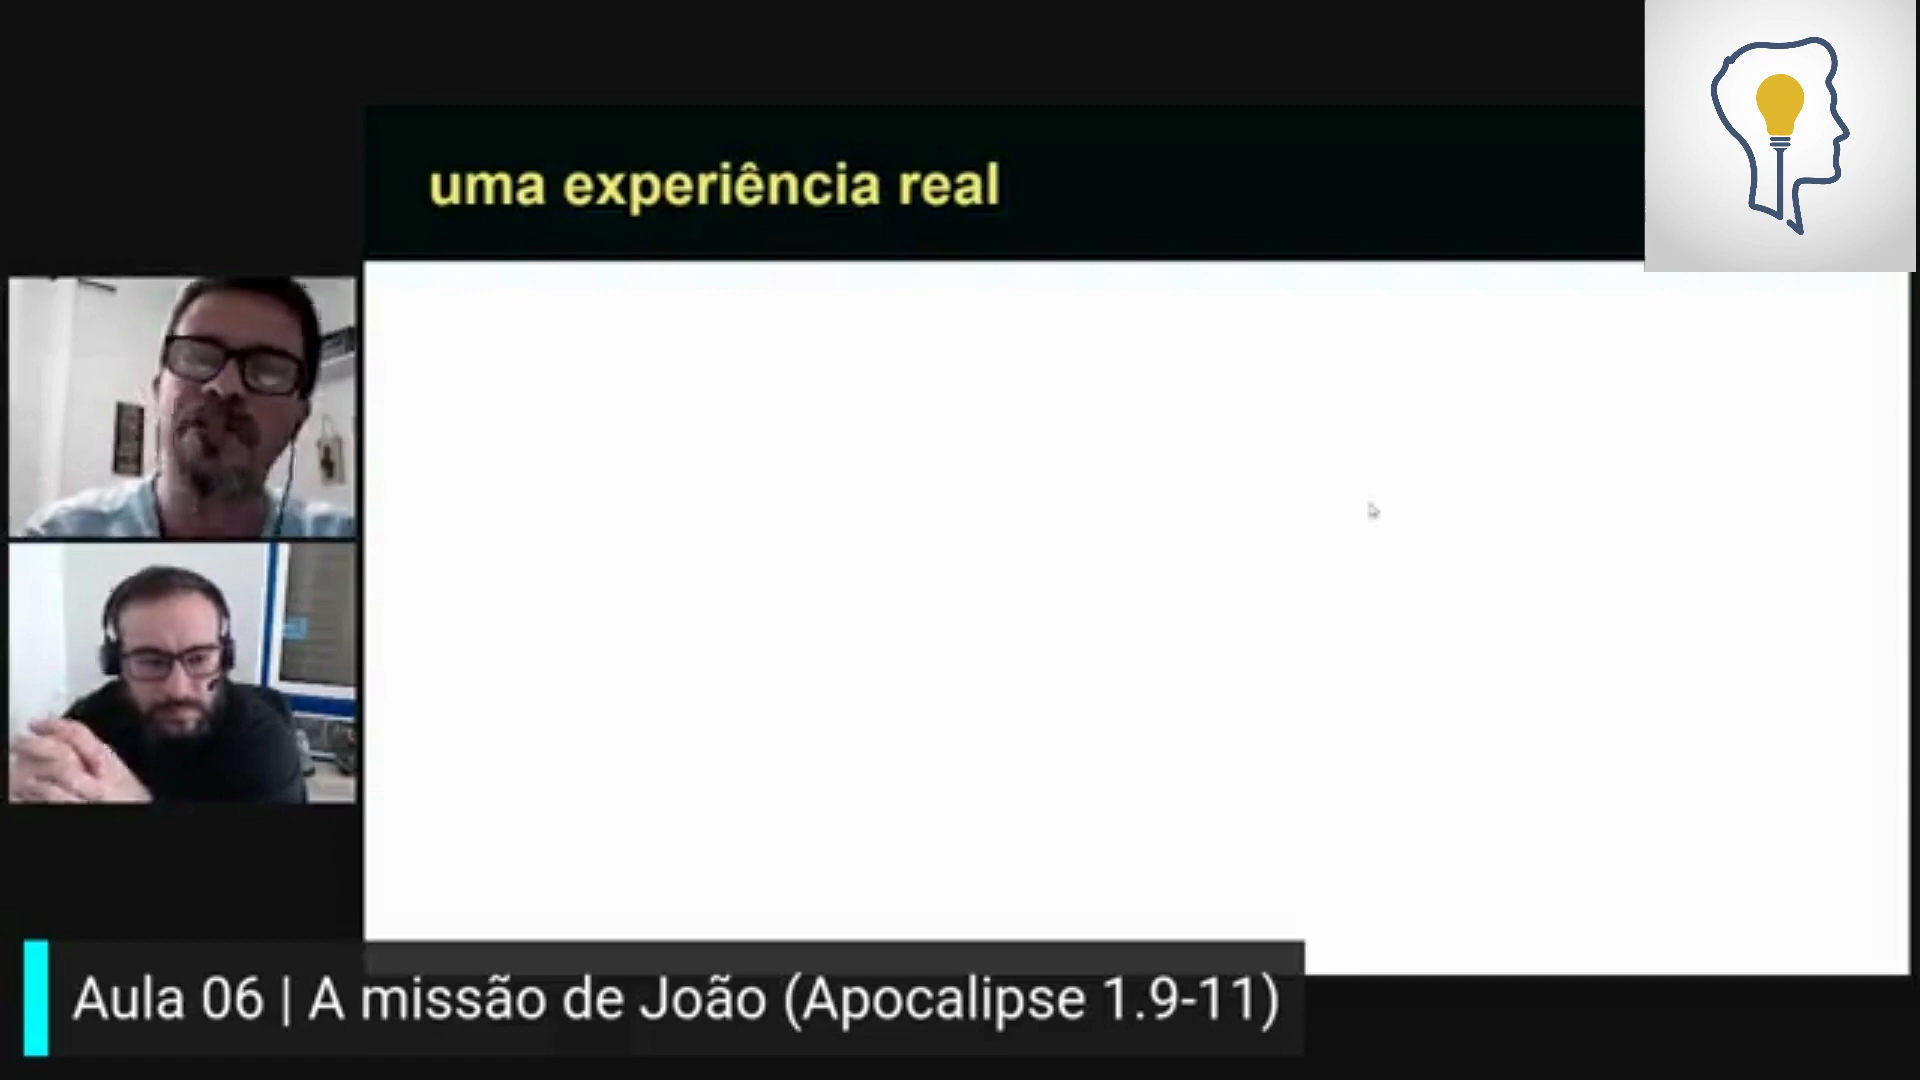 uma experiência real
Aula 06 | A missão de João (Apocalipse 1.9-11)